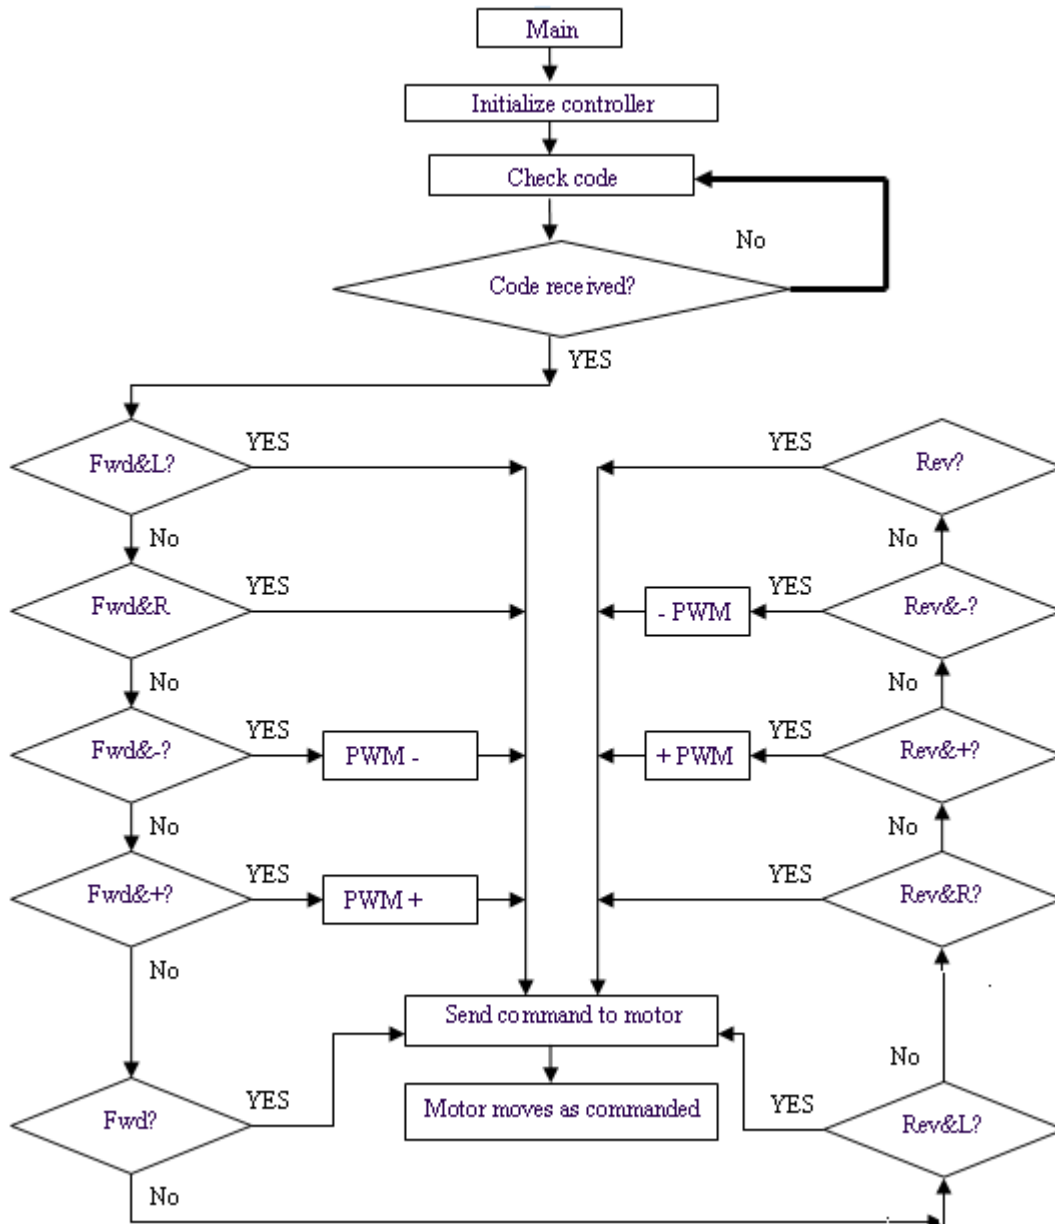 Main
Initialize controller
Check code
No
Code received?
YES
Fwd&L?
YES
YES
Rev?
No
No
Fwd&R
YES
- PWM
YES
Rev&-?
No
No
Fwd&-?
YES
PWM -
+ PWM
YES
Rev&+?
No
No
Fwd&+?
YES
PWM +
YES
Rev&R?
No
Send command to motor
No
Fwd?
YES
Motor moves as commanded
YES
Rev&L?
No